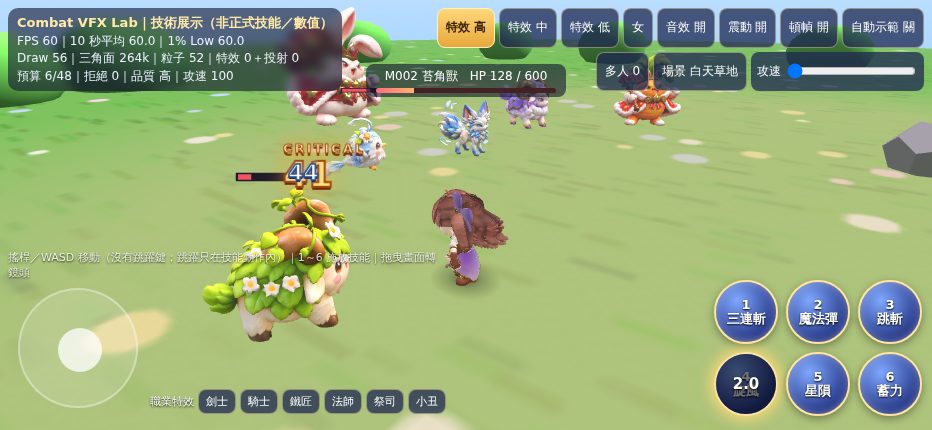 Combat VFX Lab｜技術展示（非正式技能／數值）
FPS 60｜10 秒平均 60.0｜1% Low 60.0
Draw 56｜三角面 264k｜粒子 52｜特效 0＋投射 0
預算 6/48｜拒絕 0｜品質 高｜攻速 100
特效 高
特效 中
特效 低
女
音效 開
震動 開
頓幀 開
自動示範 關
M002 苔角獸 HP 128 / 600
多人 0
場景 白天草地
攻速
CRITICAL
搖桿／WASD 移動（沒有跳躍鍵；跳躍只在技能動作內）｜1～6 施放技能｜拖曳畫面轉
鏡頭
1
三連斬
2
魔法彈
3
跳斬
2.0
旋風
5
星隕
6
蓄力
職業特效
劍士
騎士
鐵匠
法師
祭司
小丑